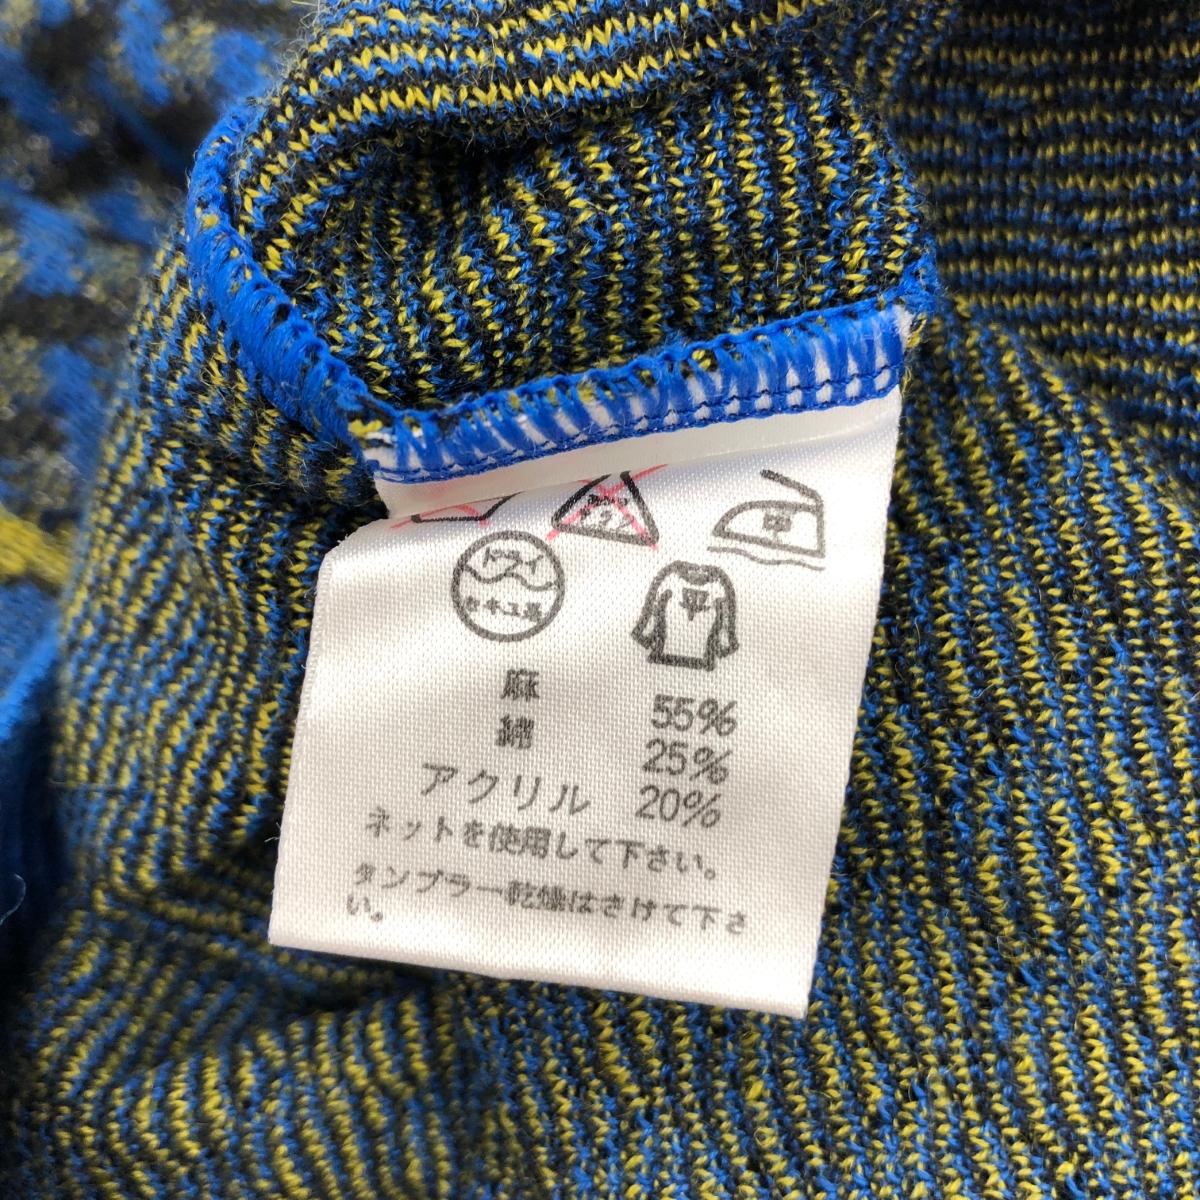 中
ドライ
セキユ系
平
麻 55%
綿 25%
アクリル 20%
ネットを使用して下さい。
タンブラー乾燥はさけて下さ
い。